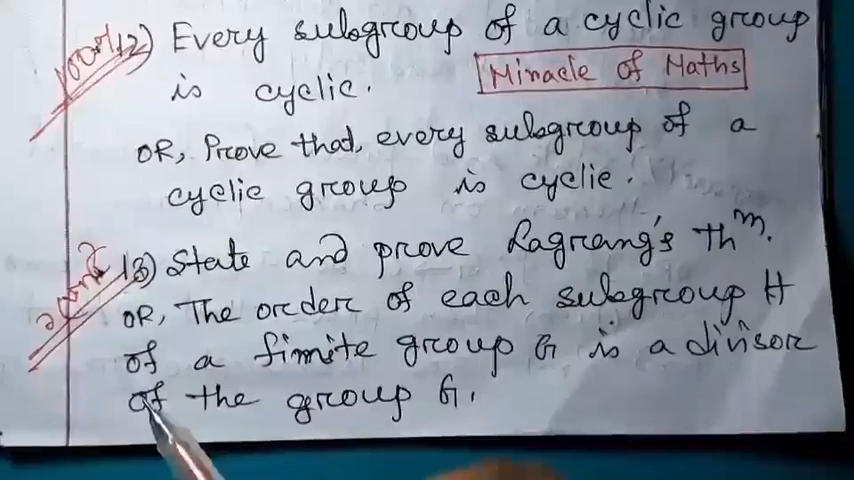 12) Every subgroup of a cyclic group
is cyclic. Miracle of Maths
OR, Prove that, every subgroup of a
cyclic group is cyclic.
13) State and prove Lagrang's thm.
OR, The order of each subgroup H
of a finite group G is a divisor
of the group G.